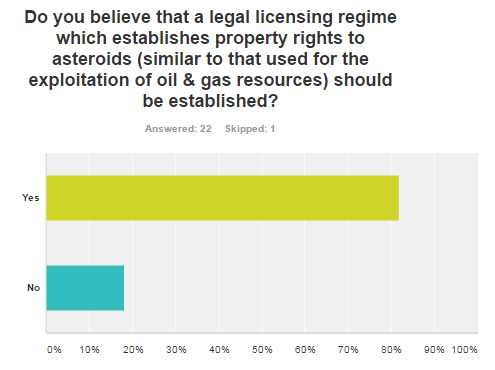 Do you believe that a legal licensing regime
which establishes property rights to
asteroids (similar to that used for the
exploitation of oil & gas resources) should
be established?
Answered: 22 Skipped: 1
Yes
No
0% 10% 20% 30% 40% 50% 60% 70% 80% 90% 100%